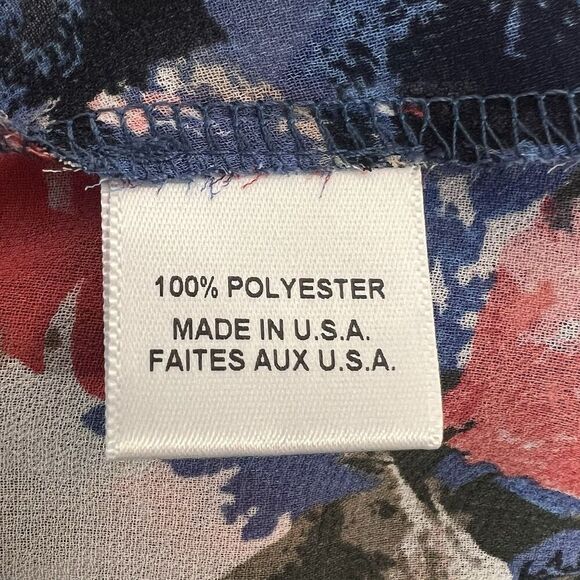 100% POLYESTER
MADE IN U.S.A.
FAITES AUX U.S.A.